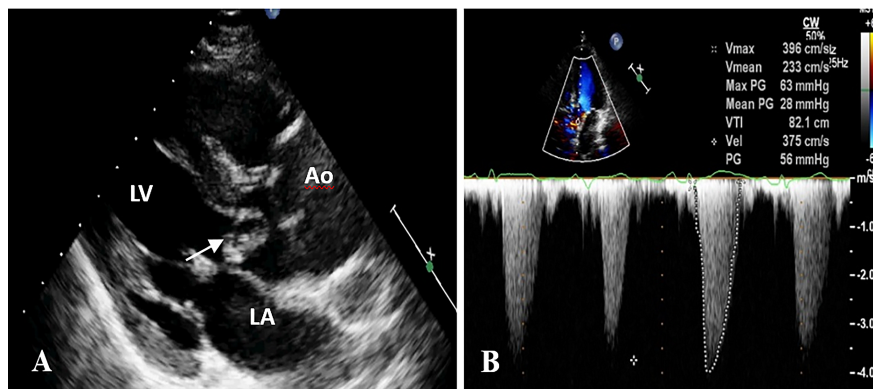 LV
Ao
LA
A
P
CW
50%
Vmax 396 cm/s
Vmean 233 cm/s
Max PG 63 mmHg
Mean PG 28 mmHg
VTI 82.1 cm
Vel 375 cm/s
PG 56 mmHg
m/s
-1.0
-2.0
-3.0
-4.0
B